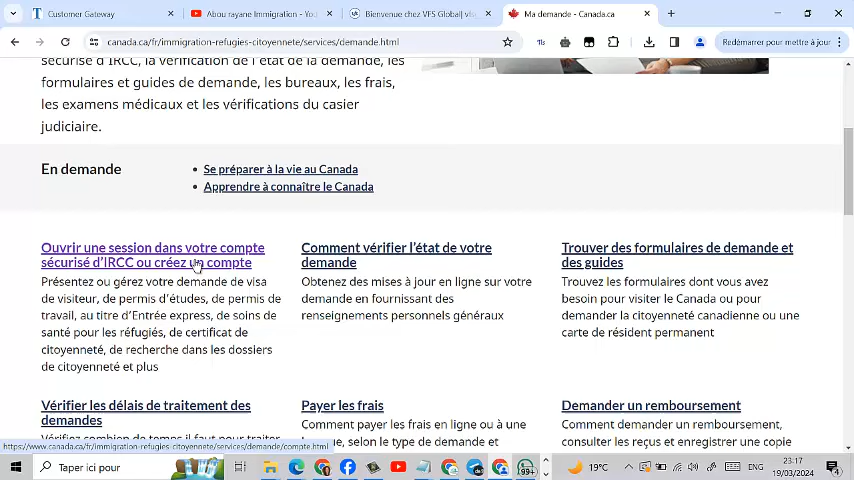 Customer Gateway
Abou rayane Immigration - You
Bienvenue chez VFS Global| vis
Ma demande - Canada.ca
canada.ca/fr/immigration-refugies-citoyennete/services/demande.html
Redémarrer pour mettre à jour
sécurisé d'IRCC, la vérification de l'état de la demande, les
formulaires et guides de demande, les bureaux, les frais,
les examens médicaux et les vérifications du casier
judiciaire.
En demande
Se préparer à la vie au Canada
Apprendre à connaître le Canada
Ouvrir une session dans votre compte
sécurisé d'IRCC ou créez un compte
Présentez ou gérez votre demande de visa
de visiteur, de permis d'études, de permis de
travail, au titre d'Entrée express, de soins de
santé pour les réfugiés, de certificat de
citoyenneté, de recherche dans les dossiers
de citoyenneté et plus
Comment vérifier l'état de votre
demande
Obtenez des mises à jour en ligne sur votre
demande en fournissant des
renseignements personnels généraux
Trouver des formulaires de demande et
des guides
Trouvez les formulaires dont vous avez
besoin pour visiter le Canada ou pour
demander la citoyenneté canadienne ou une
carte de résident permanent
Vérifier les délais de traitement des
demandes
Vérifiez combien de temps il faut pour traiter
Payer les frais
Comment payer les frais en ligne ou à une
selon le type de demande et
Demander un remboursement
Comment demander un remboursement,
consulter les reçus et enregistrer une copie
https://www.canada.ca/fr/immigration-refugies-citoyennete/services/demande/compte.html
Taper ici pour
99+
19°C
ENG
23:17
19/03/2024
4